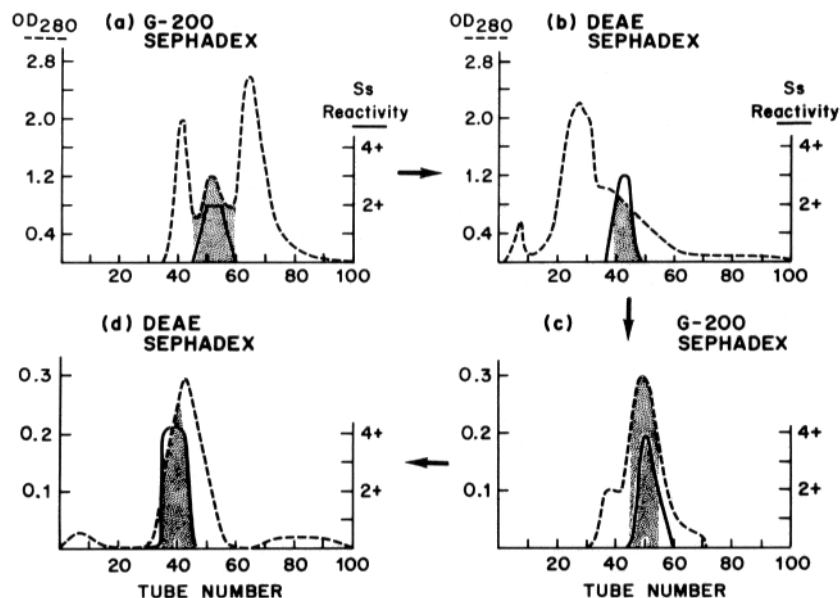 OD280
(a) G-200
SEPHADEX
2.8
2.0
1.2
0.4
Ss
Reactivity
4+
2+
20 40 60 80 100
OD280
(b) DEAE
SEPHADEX
2.8
2.0
1.2
0.4
Ss
Reactivity
4+
2+
20 40 60 80 100
(d) DEAE
SEPHADEX
0.3
0.2
0.1
4+
2+
20 40 60 80 100
TUBE NUMBER
(c) G-200
SEPHADEX
0.3
0.2
0.1
4+
2+
20 40 60 80 100
TUBE NUMBER